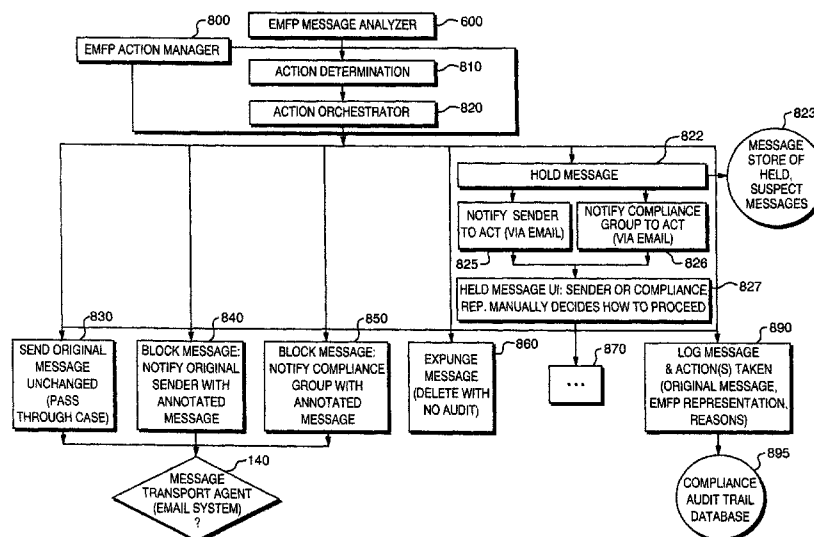 EMFP MESSAGE ANALYZER
600
800
EMFP ACTION MANAGER
ACTION DETERMINATION
810
ACTION ORCHESTRATOR
820
822
HOLD MESSAGE
823
MESSAGE
STORE OF
HELD,
SUSPECT
MESSAGES
NOTIFY SENDER
TO ACT (VIA EMAIL)
825
NOTIFY COMPLIANCE
GROUP TO ACT
(VIA EMAIL)
826
827
HELD MESSAGE UI: SENDER OR COMPLIANCE
REP. MANUALLY DECIDES HOW TO PROCEED
830
SEND ORIGINAL
MESSAGE
UNCHANGED
(PASS
THROUGH CASE)
840
BLOCK MESSAGE:
NOTIFY ORIGINAL
SENDER WITH
ANNOTATED
MESSAGE
850
BLOCK MESSAGE:
NOTIFY COMPLIANCE
GROUP WITH
ANNOTATED
MESSAGE
860
EXPUNGE
MESSAGE
(DELETE WITH
NO AUDIT)
870
...
890
LOG MESSAGE
& ACTION(S) TAKEN
(ORIGINAL MESSAGE,
EMFP REPRESENTATION,
REASONS)
140
MESSAGE
TRANSPORT AGENT
(EMAIL SYSTEM)
?
895
COMPLIANCE
AUDIT TRAIL
DATABASE